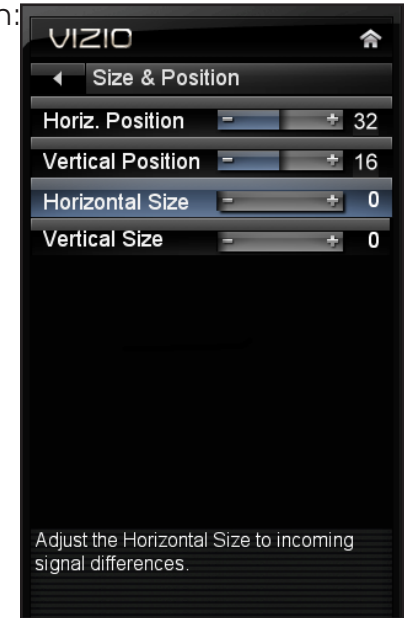 n:
VIZIO
Size & Position
Horiz. Position - + 32
Vertical Position - + 16
Horizontal Size - + 0
Vertical Size - + 0
Adjust the Horizontal Size to incoming
signal differences.